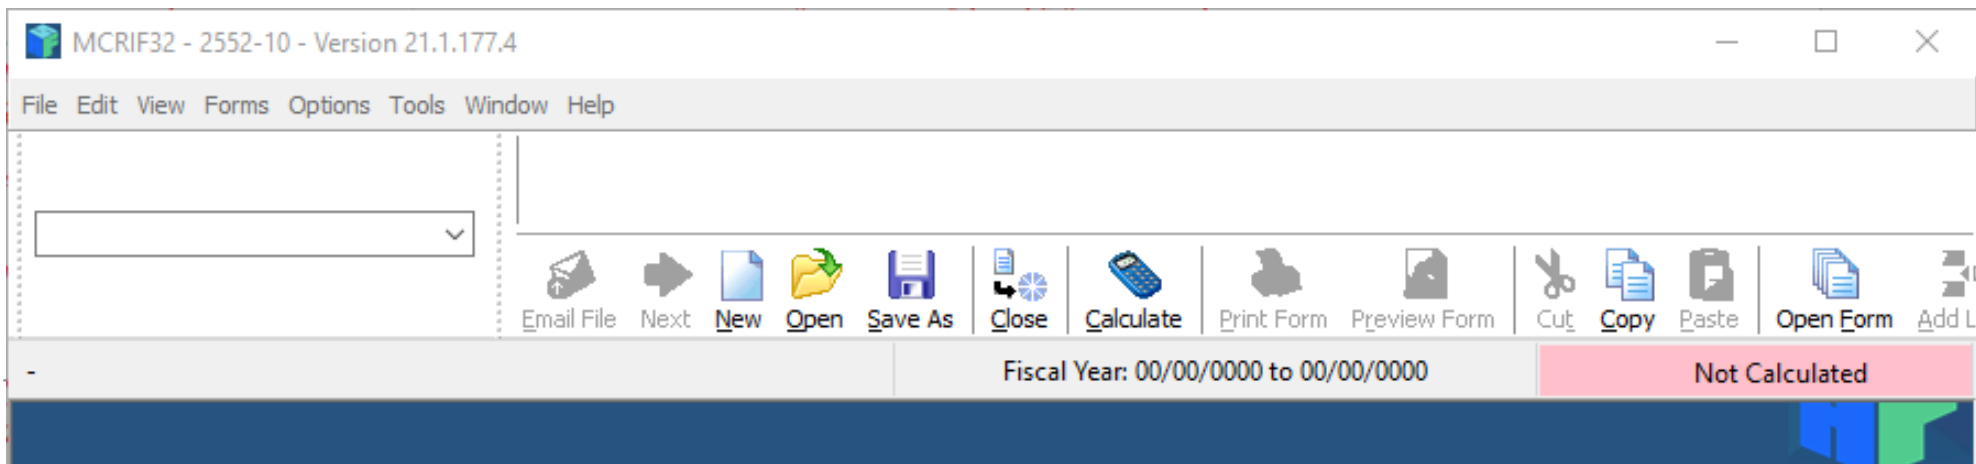 MCRIF32 - 2552-10 - Version 21.1.177.4
File Edit View Forms Options Tools Window Help
Email File Next New Open Save As Close Calculate Print Form Preview Form Cut Copy Paste Open Form Add L
- Fiscal Year: 00/00/0000 to 00/00/0000 Not Calculated